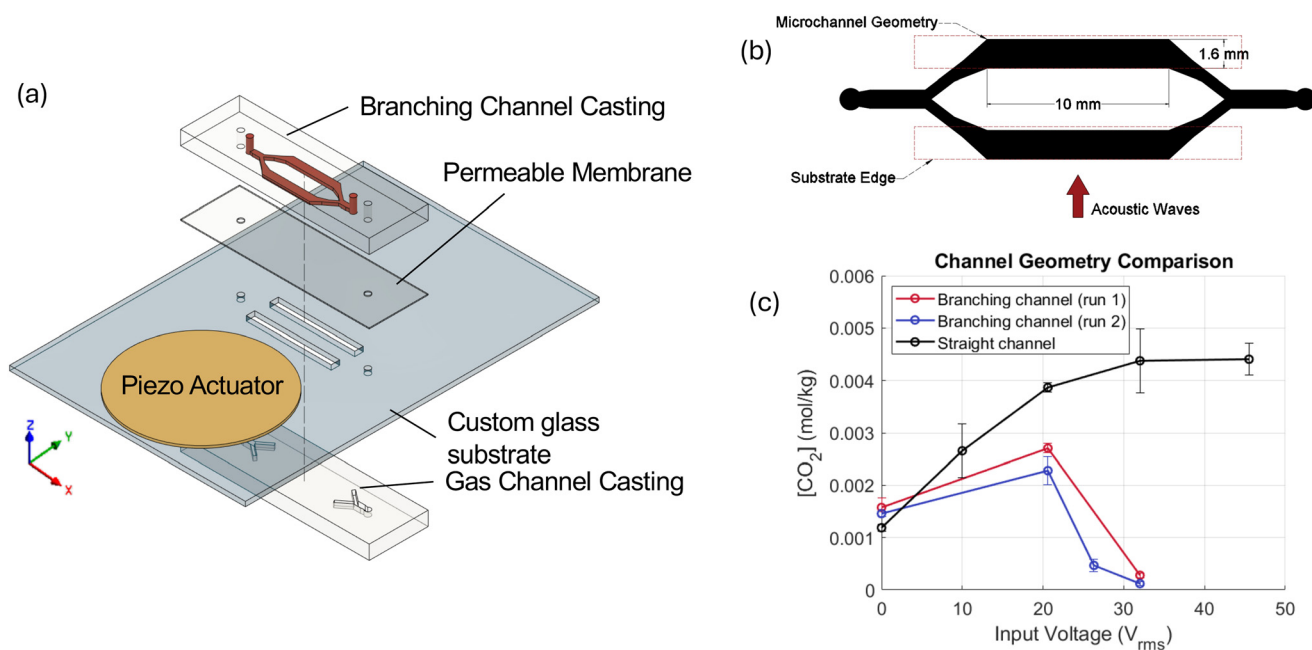 (a)
Branching Channel Casting
Permeable Membrane
Piezo Actuator
Custom glass
substrate
Gas Channel Casting
Z
Y
X
(b)
Microchannel Geometry
1.6 mm
10 mm
Substrate Edge
Acoustic Waves
(c)
Channel Geometry Comparison
Branching channel (run 1)
Branching channel (run 2)
Straight channel
[CO₂] (mol/kg)
0.006
0.005
0.004
0.003
0.002
0.001
0
0 10 20 30 40 50
Input Voltage (Vrms)